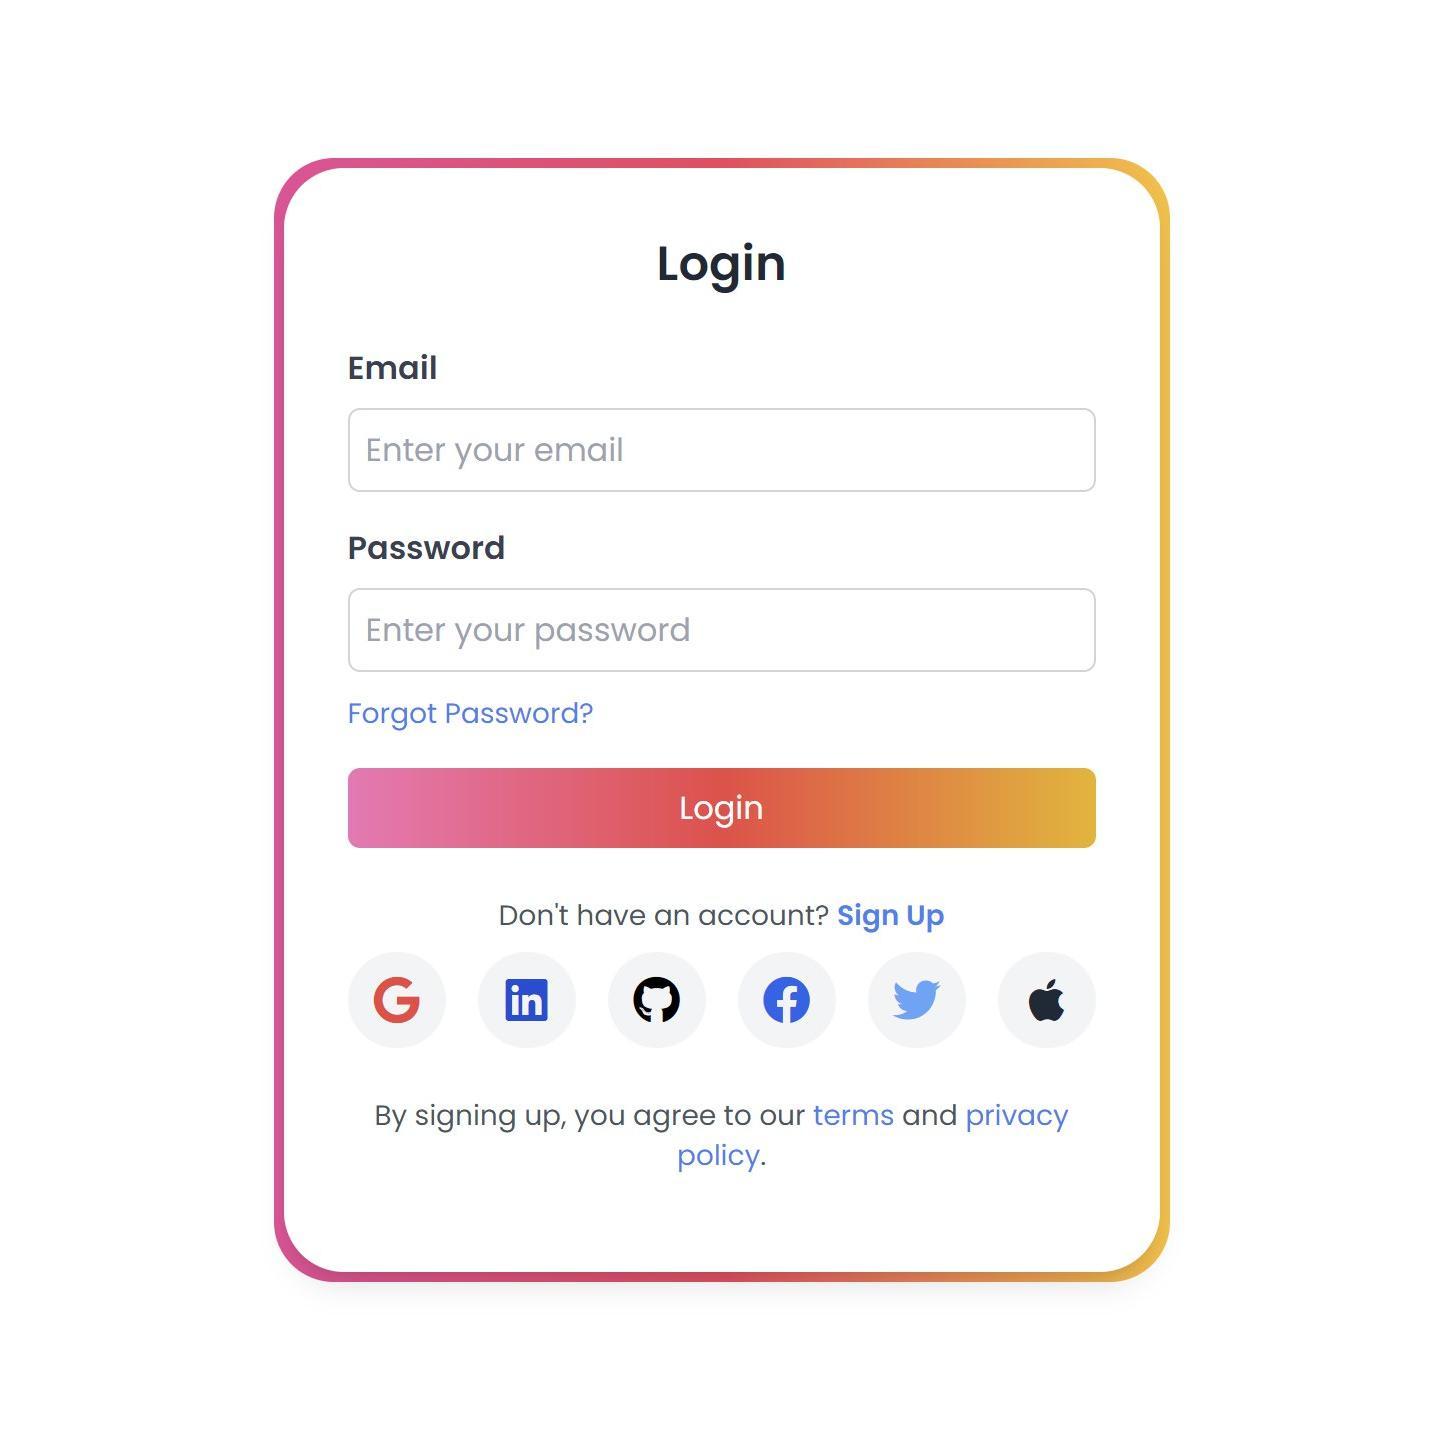 Login
Email
Enter your email
Password
Enter your password
Forgot Password?
Login
Don't have an account? Sign Up
in
By signing up, you agree to our terms and privacy
policy.